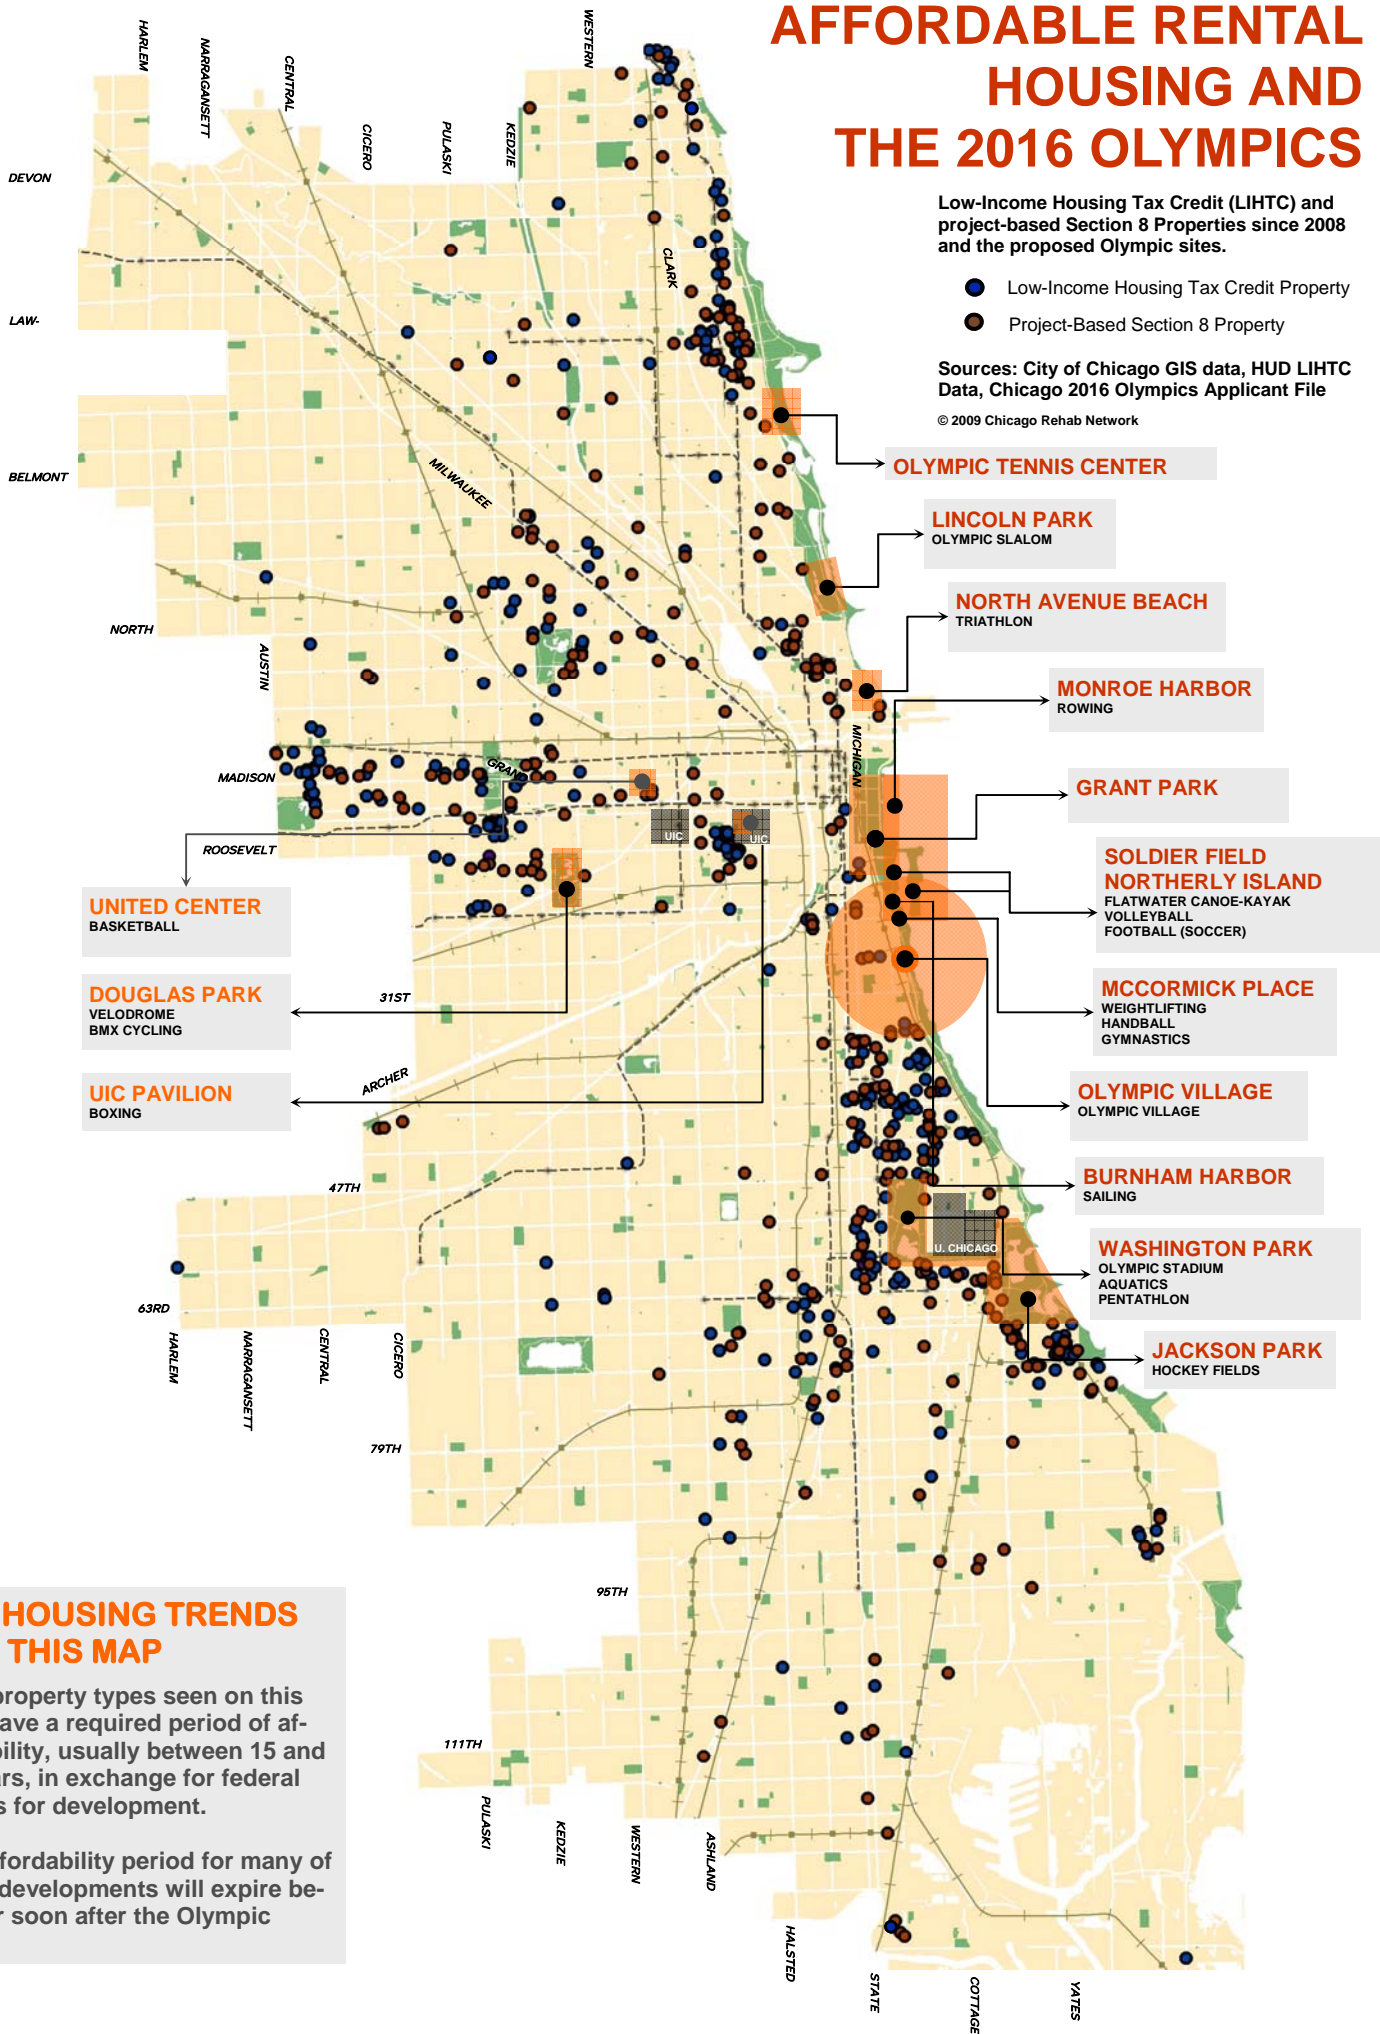 AFFORDABLE RENTAL
HOUSING AND
THE 2016 OLYMPICS
Low-Income Housing Tax Credit (LIHTC) and
project-based Section 8 Properties since 2008
and the proposed Olympic sites.
Low-Income Housing Tax Credit Property
Project-Based Section 8 Property
Sources: City of Chicago GIS data, HUD LIHTC
Data, Chicago 2016 Olympics Applicant File
© 2009 Chicago Rehab Network
HARLEM
NARRAGANSETT
CENTRAL
CICERO
PULASKI
KEDZIE
WESTERN
DEVON
CLARK
LAW-
BELMONT
MILWAUKEE
NORTH
AUSTIN
MADISON
GRAND
MICHIGAN
ROOSEVELT
UIC
UIC
31ST
ARCHER
47TH
U. CHICAGO
63RD
HARLEM
NARRAGANSETT
CENTRAL
CICERO
79TH
95TH
111TH
PULASKI
KEDZIE
WESTERN
ASHLAND
HALSTED
STATE
COTTAGE
YATES
OLYMPIC TENNIS CENTER
LINCOLN PARK
OLYMPIC SLALOM
NORTH AVENUE BEACH
TRIATHLON
MONROE HARBOR
ROWING
GRANT PARK
SOLDIER FIELD
NORTHERLY ISLAND
FLATWATER CANOE-KAYAK
VOLLEYBALL
FOOTBALL (SOCCER)
MCCORMICK PLACE
WEIGHTLIFTING
HANDBALL
GYMNASTICS
OLYMPIC VILLAGE
OLYMPIC VILLAGE
BURNHAM HARBOR
SAILING
WASHINGTON PARK
OLYMPIC STADIUM
AQUATICS
PENTATHLON
JACKSON PARK
HOCKEY FIELDS
UNITED CENTER
BASKETBALL
DOUGLAS PARK
VELODROME
BMX CYCLING
UIC PAVILION
BOXING
HOUSING TRENDS
THIS MAP
property types seen on this
ave a required period of af-
bility, usually between 15 and
ars, in exchange for federal
s for development.
ffordability period for many of
developments will expire be-
r soon after the Olympic